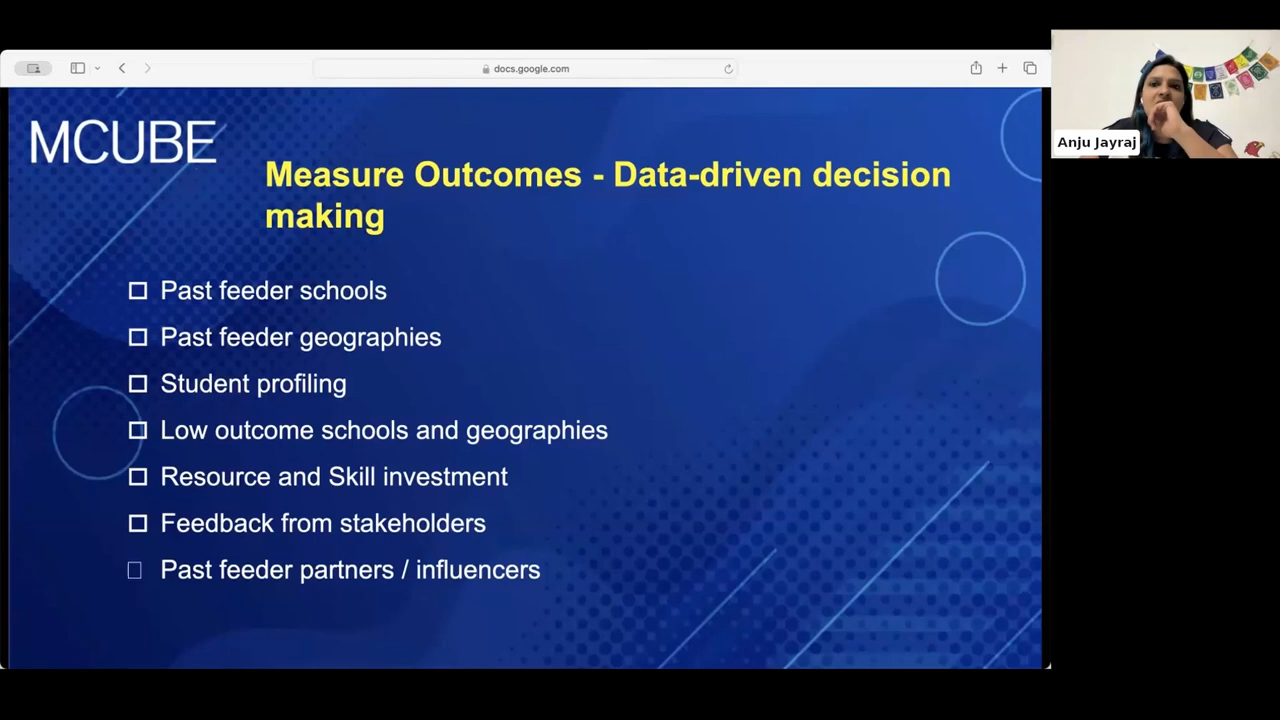 docs.google.com
MCUBE
Measure Outcomes - Data-driven decision
making
Past feeder schools
Past feeder geographies
Student profiling
Low outcome schools and geographies
Resource and Skill investment
Feedback from stakeholders
Past feeder partners / influencers
Anju Jayraj